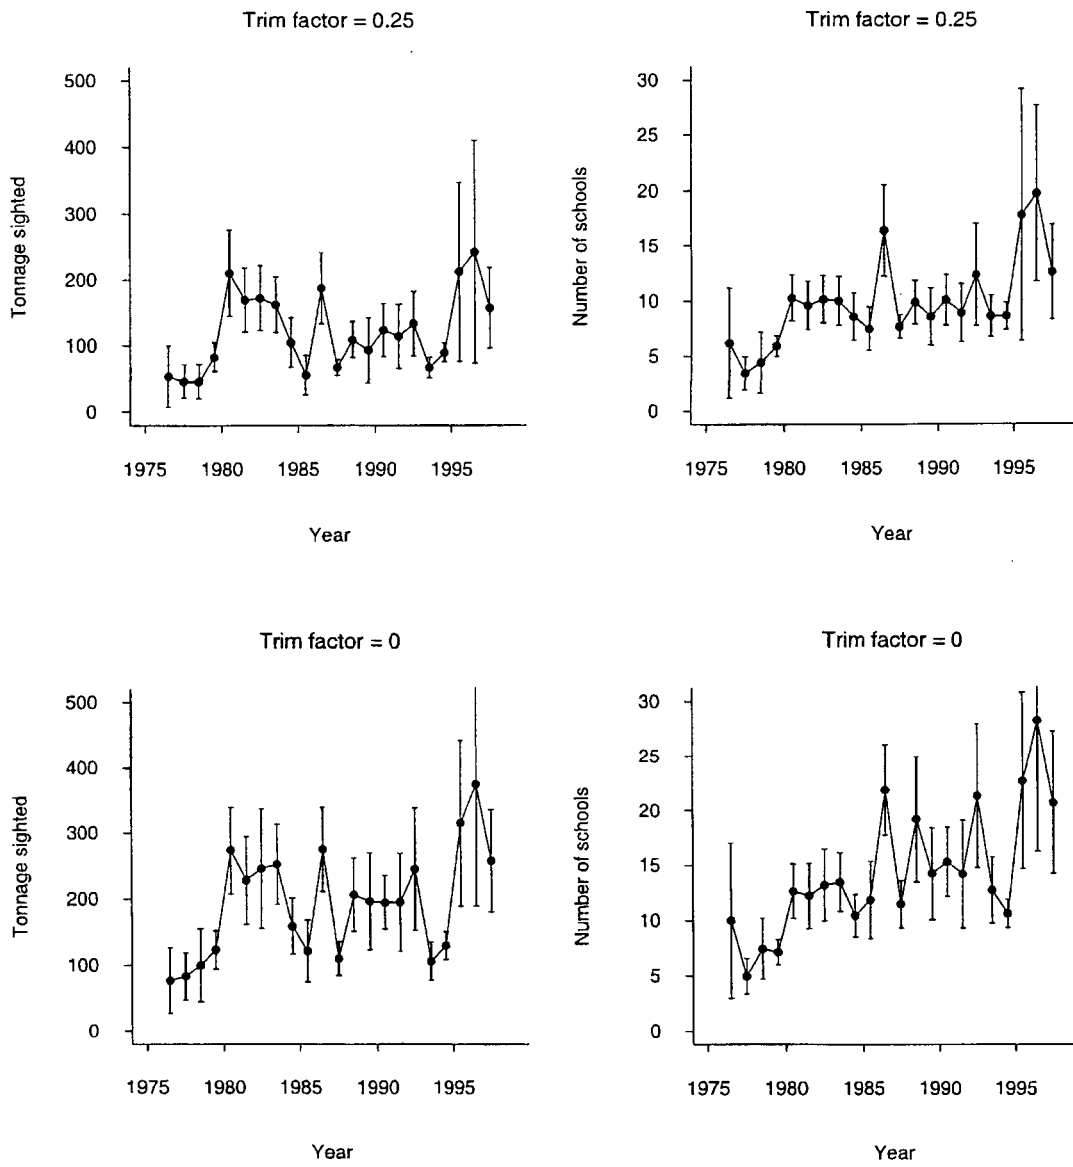 Trim factor = 0.25
Tonnage sighted
500
400
300
200
100
0
1975 1980 1985 1990 1995
Year
Trim factor = 0.25
Number of schools
30
25
20
15
10
5
0
1975 1980 1985 1990 1995
Year
Trim factor = 0
Tonnage sighted
500
400
300
200
100
0
1975 1980 1985 1990 1995
Year
Trim factor = 0
Number of schools
30
25
20
15
10
5
0
1975 1980 1985 1990 1995
Year